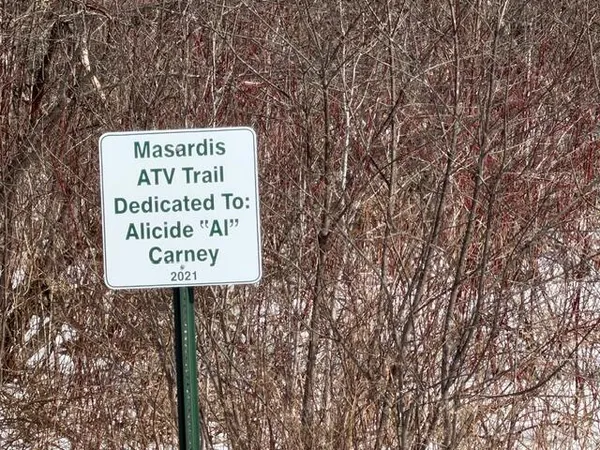 Masardis
ATV Trail
Dedicated To:
Alicide "Al"
Carney
2021